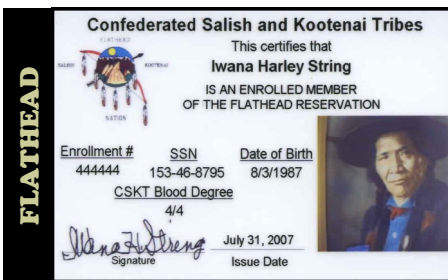 FLATHEAD
Confederated Salish and Kootenai Tribes
FLATHEAD
SALISH KOOTENAI
NATION
This certifies that
Iwana Harley String
IS AN ENROLLED MEMBER
OF THE FLATHEAD RESERVATION
Enrollment # SSN Date of Birth
444444 153-46-8795 8/3/1987
CSKT Blood Degree
4/4
Signature
July 31, 2007
Issue Date